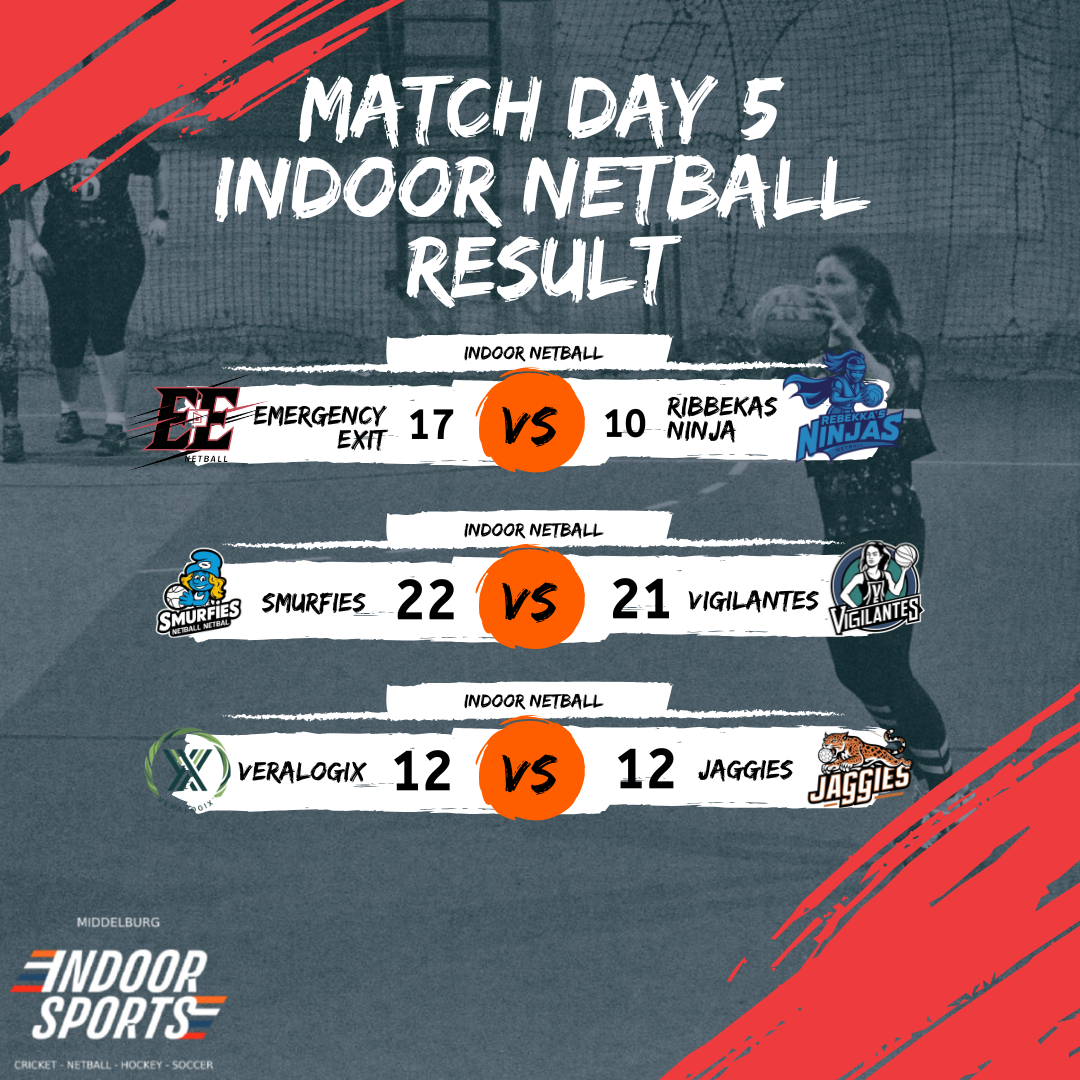 MATCH DAY 5
INDOOR NETBALL
RESULT
INDOOR NETBALL
EE
NETBALL
EMERGENCY
EXIT
17
VS
10
RIBBEKAS
NINJA
REBEKKA'S
NINJAS
INDOOR NETBALL
SMURFIES
NETBALL NETBAL
SMURFIES
22
VS
21
VIGILANTES
VIGILANTES
INDOOR NETBALL
VERALOGIX
12
VS
12
JAGGIES
JAGGIES
MIDDELBURG
INDOOR
SPORTS
CRICKET - NETBALL - HOCKEY - SOCCER